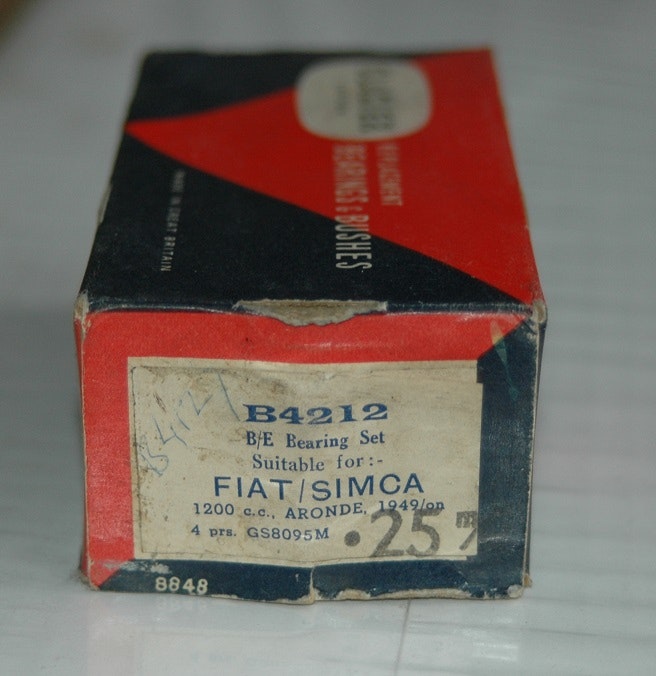 REPLACEMENT
BEARINGS & BUSHES
MADE IN GREAT BRITAIN
B4212
B/E Bearing Set
Suitable for:-
FIAT/SIMCA
1200 c.c., ARONDE, 1949/on
4 prs. GS8095M
.25
8848